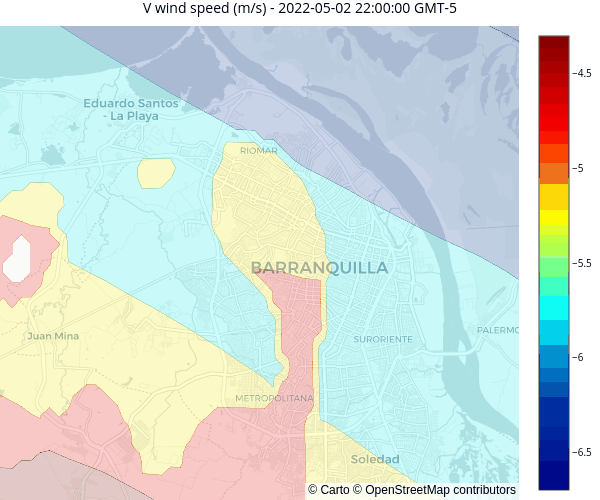 V wind speed (m/s) - 2022-05-02 22:00:00 GMT-5
Eduardo Santos
- La Playa
RIOMAR
BARRANQUILLA
Juan Mina
SURORIENTE
PALERMO
METROPOLITANA
Soledad
© Carto © OpenStreetMap contributors
−4.5
−5
−5.5
−6
−6.5